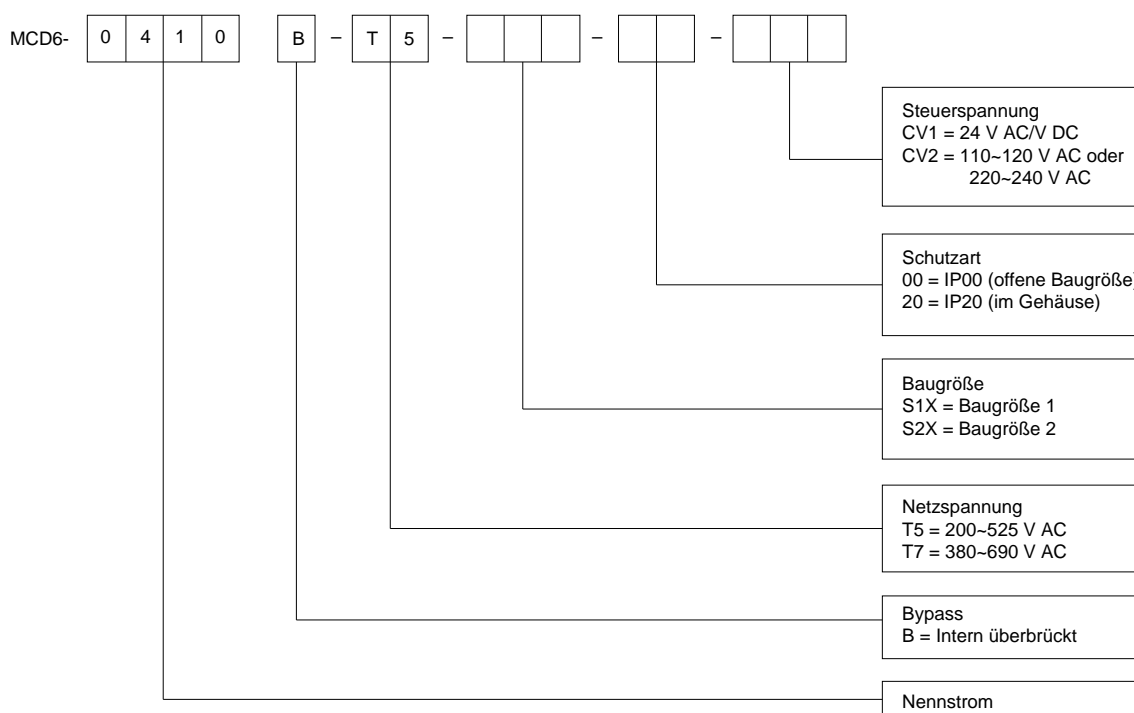 MCD6- 0 4 1 0 B – T 5 – – –
Steuerspannung
CV1 = 24 V AC/V DC
CV2 = 110~120 V AC oder
220~240 V AC
Schutzart
00 = IP00 (offene Baugröße)
20 = IP20 (im Gehäuse)
Baugröße
S1X = Baugröße 1
S2X = Baugröße 2
Netzspannung
T5 = 200~525 V AC
T7 = 380~690 V AC
Bypass
B = Intern überbrückt
Nennstrom